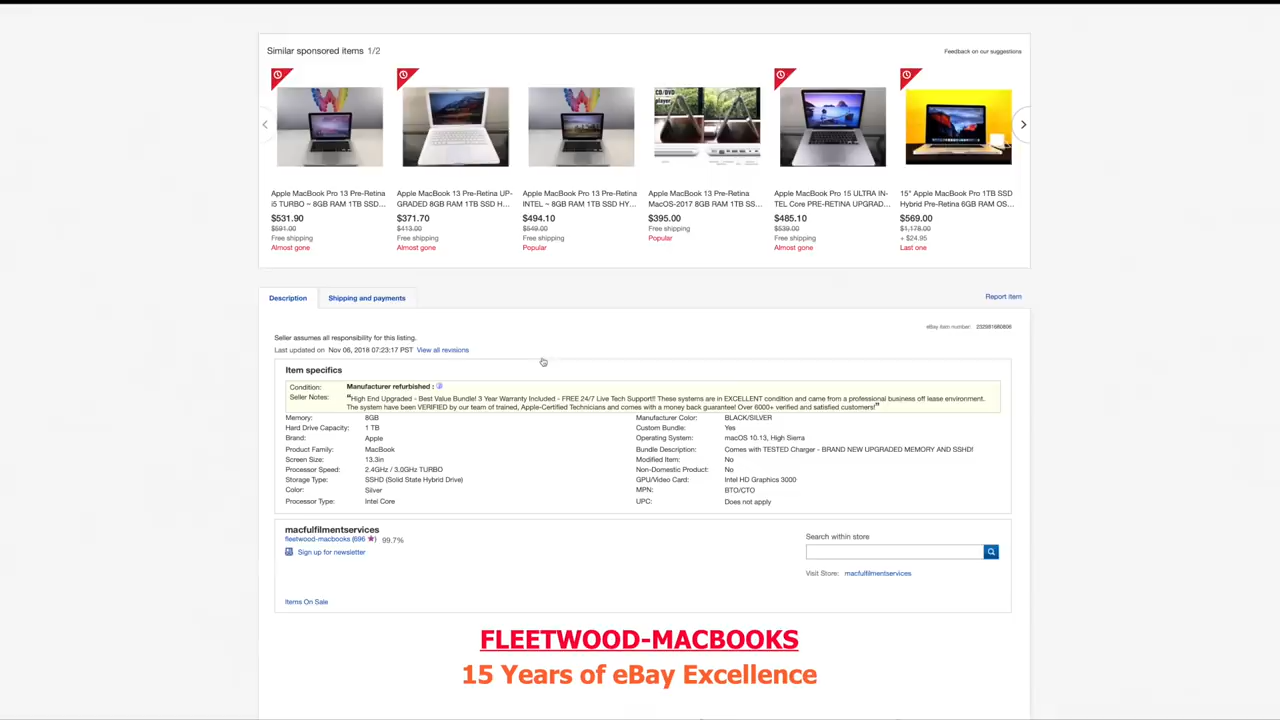 Similar sponsored items 1/2
Feedback on our suggestions
CD/DVD
player
Apple MacBook Pro 13 Pre-Retina
i5 TURBO ~ 8GB RAM 1TB SSD...
$531.90
$591.00
Free shipping
Almost gone
Apple MacBook 13 Pre-Retina UP-
GRADED 8GB RAM 1TB SSD H...
$371.70
$413.00
Free shipping
Almost gone
Apple MacBook Pro 13 Pre-Retina
INTEL ~ 8GB RAM 1TB SSD HY...
$494.10
$549.00
Free shipping
Popular
Apple MacBook 13 Pre-Retina
MacOS-2017 8GB RAM 1TB SS...
$395.00
Free shipping
Popular
Apple MacBook Pro 15 ULTRA IN-
TEL Core PRE-RETINA UPGRAD...
$485.10
$539.00
Free shipping
Almost gone
15" Apple MacBook Pro 1TB SSD
Hybrid Pre-Retina 6GB RAM OS...
$569.00
$1,178.00
+ $24.95
Last one
Description
Shipping and payments
Report item
eBay item number: 232981680806
Seller assumes all responsibility for this listing.
Last updated on Nov 06, 2018 07:23:17 PST View all revisions
Item specifics
Condition: Manufacturer refurbished :
Seller Notes: "High End Upgraded - Best Value Bundle! 3 Year Warranty Included - FREE 24/7 Live Tech Support!! These systems are in EXCELLENT condition and came from a professional business off lease environment.
The system have been VERIFIED by our team of trained, Apple-Certified Technicians and comes with a money back guarantee! Over 6000+ verified and satisfied customers!"
Memory: 8GB Manufacturer Color: BLACK/SILVER
Hard Drive Capacity: 1 TB Custom Bundle: Yes
Brand: Apple Operating System: macOS 10.13, High Sierra
Product Family: MacBook Bundle Description: Comes with TESTED Charger - BRAND NEW UPGRADED MEMORY AND SSHD!
Screen Size: 13.3in Modified Item: No
Processor Speed: 2.4GHz / 3.0GHz TURBO Non-Domestic Product: No
Storage Type: SSHD (Solid State Hybrid Drive) GPU/Video Card: Intel HD Graphics 3000
Color: Silver MPN: BTO/CTO
Processor Type: Intel Core UPC: Does not apply
macfulfilmentservices
fleetwood-macbooks (696 ★) 99.7%
Sign up for newsletter
Search within store
Visit Store: macfulfilmentservices
Items On Sale
FLEETWOOD-MACBOOKS
15 Years of eBay Excellence